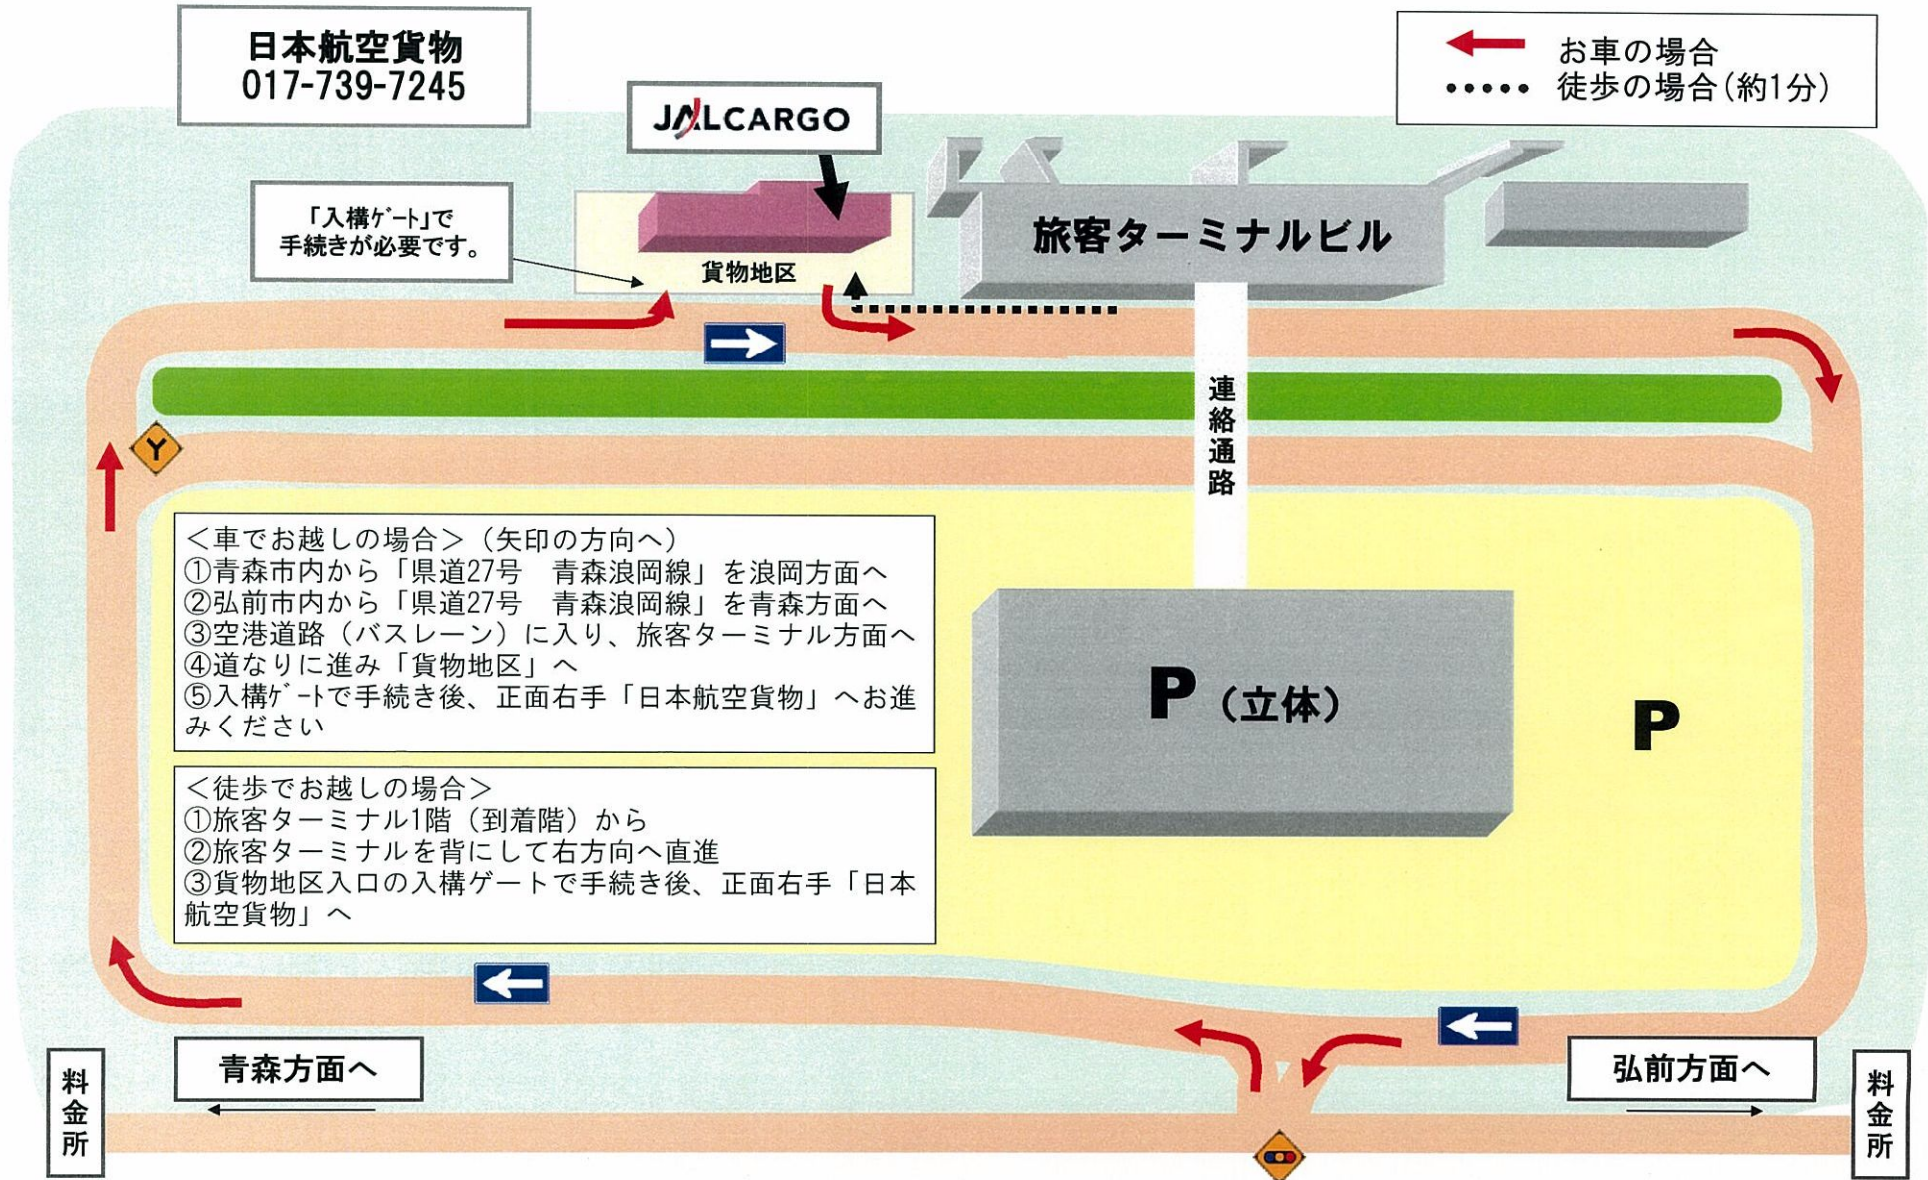 日本航空貨物
017-739-7245
JALCARGO
お車の場合
徒歩の場合(約1分)
「入構ｹﾞｰﾄ」で
手続きが必要です。
貨物地区
旅客ターミナルビル
連絡通路
Y
＜車でお越しの場合＞（矢印の方向へ）
①青森市内から「県道27号　青森浪岡線」を浪岡方面へ
②弘前市内から「県道27号　青森浪岡線」を青森方面へ
③空港道路（バスレーン）に入り、旅客ターミナル方面へ
④道なりに進み「貨物地区」へ
⑤入構ｹﾞｰﾄで手続き後、正面右手「日本航空貨物」へお進
みください
P（立体）
P
＜徒歩でお越しの場合＞
①旅客ターミナル1階（到着階）から
②旅客ターミナルを背にして右方向へ直進
③貨物地区入口の入構ゲートで手続き後、正面右手「日本
航空貨物」へ
料金所
青森方面へ
弘前方面へ
料金所